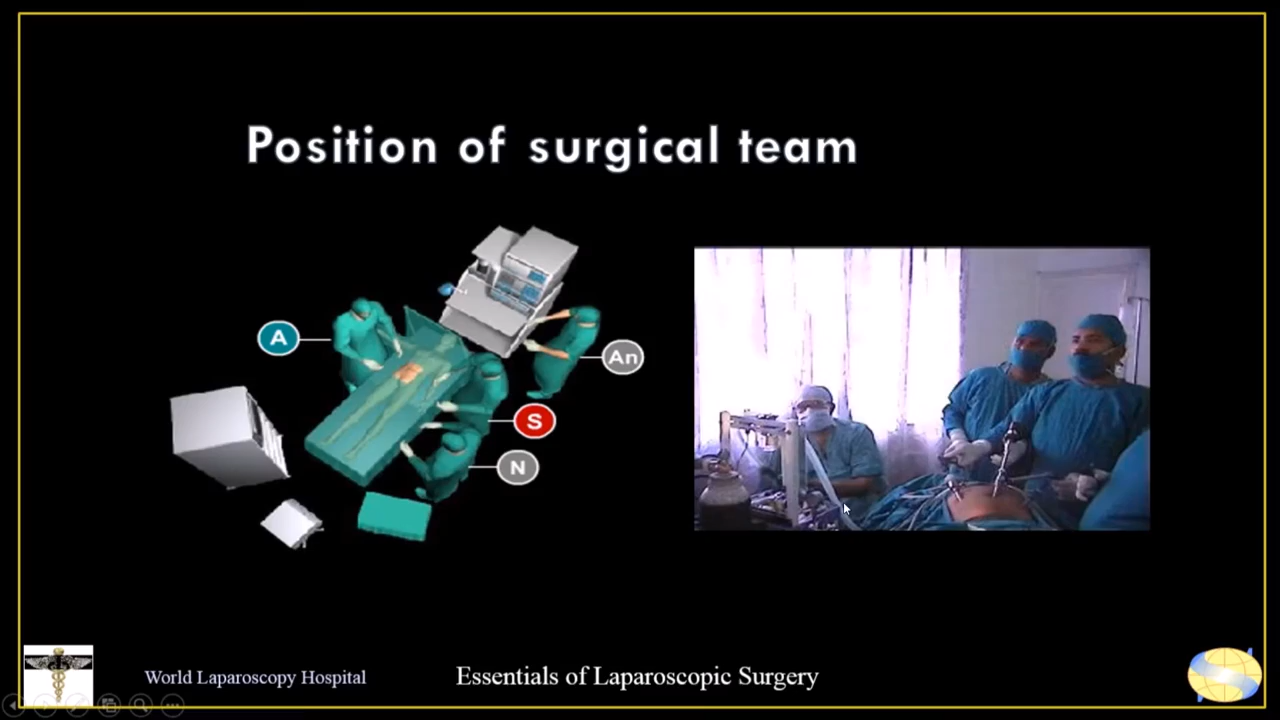 Position of surgical team
A
An
S
N
World Laparoscopy Hospital
Essentials of Laparoscopic Surgery